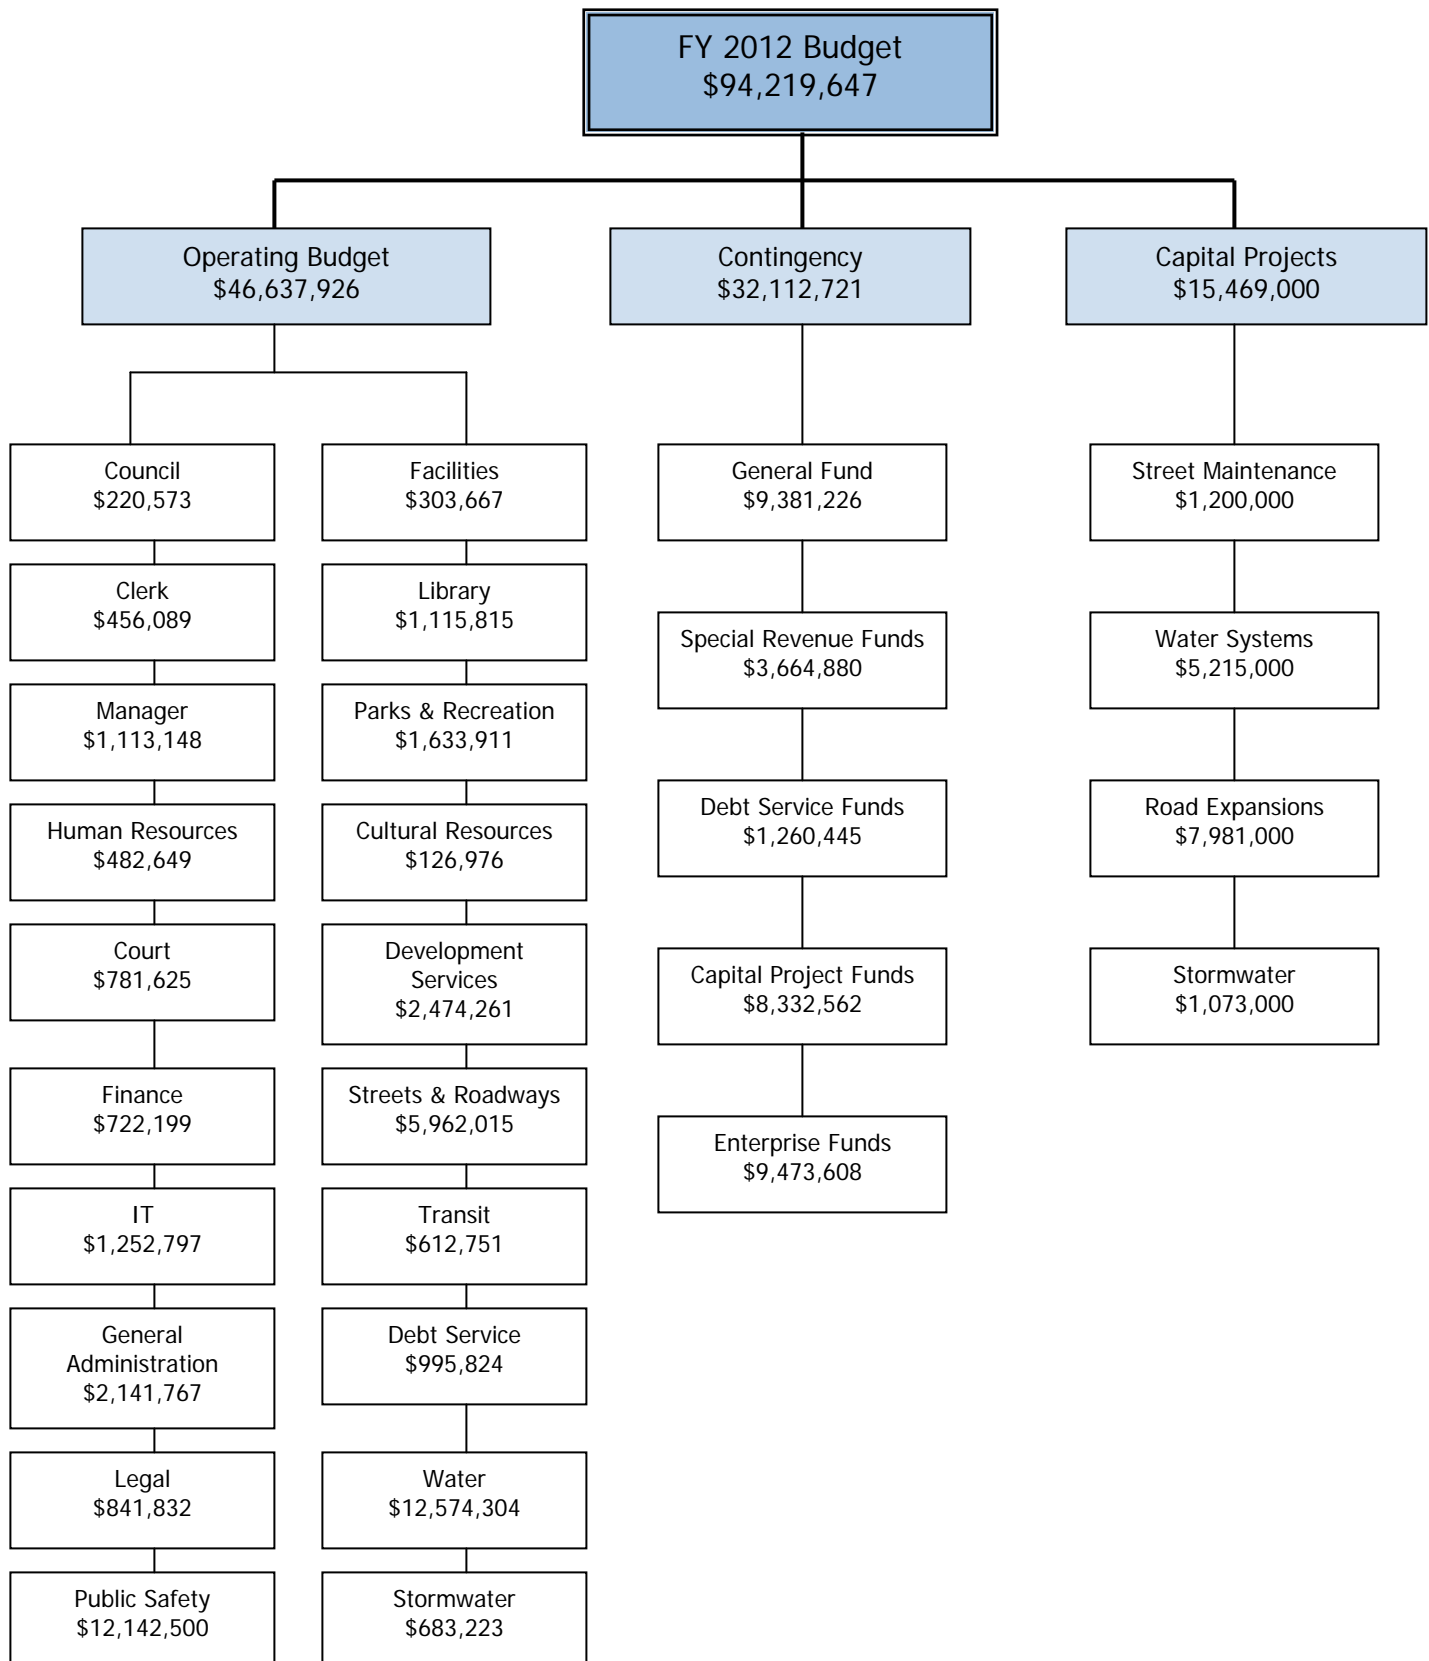 FY 2012 Budget
$94,219,647
Operating Budget
$46,637,926
Contingency
$32,112,721
Capital Projects
$15,469,000
Council
$220,573
Clerk
$456,089
Manager
$1,113,148
Human Resources
$482,649
Court
$781,625
Finance
$722,199
IT
$1,252,797
General
Administration
$2,141,767
Legal
$841,832
Public Safety
$12,142,500
Facilities
$303,667
Library
$1,115,815
Parks & Recreation
$1,633,911
Cultural Resources
$126,976
Development
Services
$2,474,261
Streets & Roadways
$5,962,015
Transit
$612,751
Debt Service
$995,824
Water
$12,574,304
Stormwater
$683,223
General Fund
$9,381,226
Special Revenue Funds
$3,664,880
Debt Service Funds
$1,260,445
Capital Project Funds
$8,332,562
Enterprise Funds
$9,473,608
Street Maintenance
$1,200,000
Water Systems
$5,215,000
Road Expansions
$7,981,000
Stormwater
$1,073,000